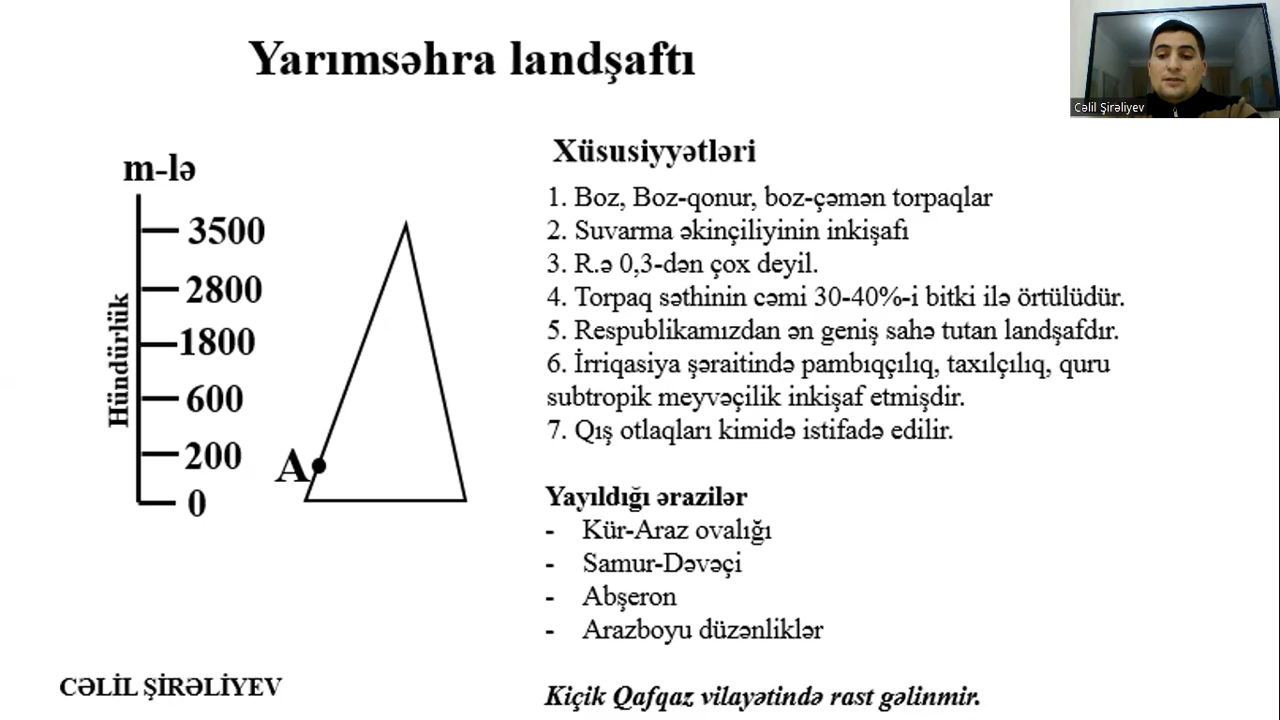 Yarımsəhra landşaftı
Cəlil Şirəliyev
m-lə
3500
2800
1800
600
200
0
Hündürlük
A
Xüsusiyyətləri
1. Boz, Boz-qonur, boz-çəmən torpaqlar
2. Suvarma əkinçiliyinin inkişafı
3. R.ə 0,3-dən çox deyil.
4. Torpaq səthinin cəmi 30-40%-i bitki ilə örtülüdür.
5. Respublikamızdan ən geniş sahə tutan landşafdır.
6. İrriqasiya şəraitində pambıqçılıq, taxılçılıq, quru
subtropik meyvəçilik inkişaf etmişdir.
7. Qış otlaqları kimidə istifadə edilir.
Yayıldığı ərazilər
- Kür-Araz ovalığı
- Samur-Dəvəçi
- Abşeron
- Arazboyu düzənliklər
Kiçik Qafqaz vilayətində rast gəlinmir.
CƏLİL ŞİRƏLİYEV